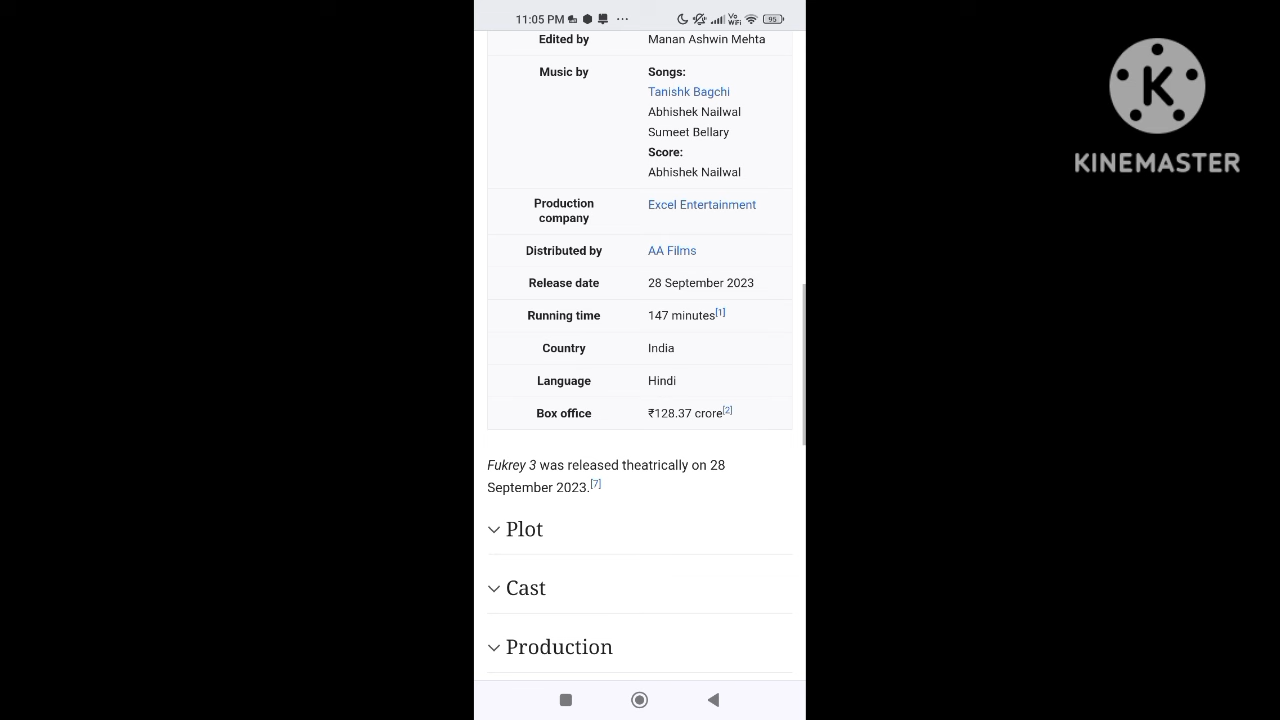 11:05 PM
Vo
WiFi
95
Edited by Manan Ashwin Mehta
Music by Songs:
Tanishk Bagchi
Abhishek Nailwal
Sumeet Bellary
Score:
Abhishek Nailwal
Production Excel Entertainment
company
Distributed by AA Films
Release date 28 September 2023
Running time 147 minutes[1]
Country India
Language Hindi
Box office ₹128.37 crore[2]
Fukrey 3 was released theatrically on 28
September 2023.[7]
Plot
Cast
Production
K
KINEMASTER